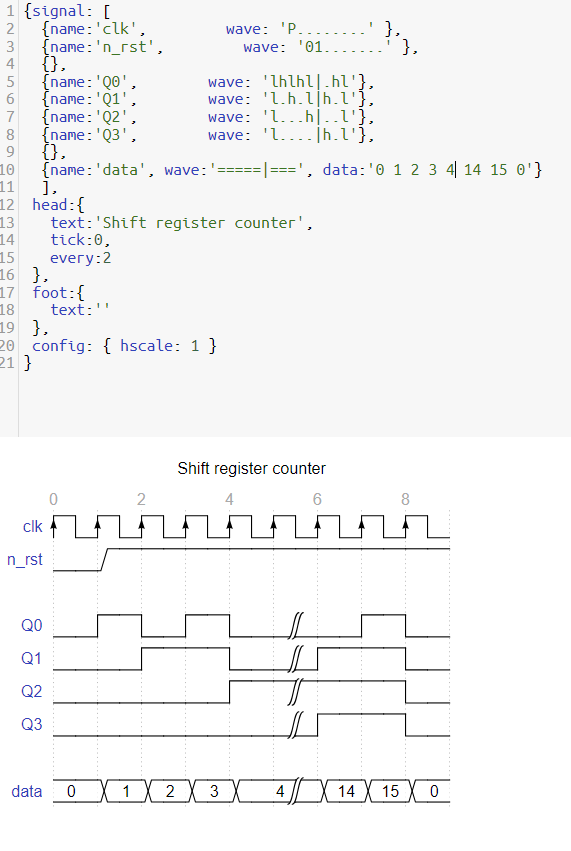 1 {signal: [
2 {name:'clk', wave: 'P........' },
3 {name:'n_rst', wave: '01.......' },
4 {},
5 {name:'Q0', wave: 'lhlhl|.hl'},
6 {name:'Q1', wave: 'l.h.l|h.l'},
7 {name:'Q2', wave: 'l...h|..l'},
8 {name:'Q3', wave: 'l....|h.l'},
9 {},
10 {name:'data', wave:'=====|===', data:'0 1 2 3 4 14 15 0'}
11 ],
12 head:{
13 text:'Shift register counter',
14 tick:0,
15 every:2
16 },
17 foot:{
18 text:''
19 },
20 config: { hscale: 1 }
21 }
Shift register counter
0 2 4 6 8
clk
n_rst
Q0
Q1
Q2
Q3
data 0 1 2 3 4 14 15 0